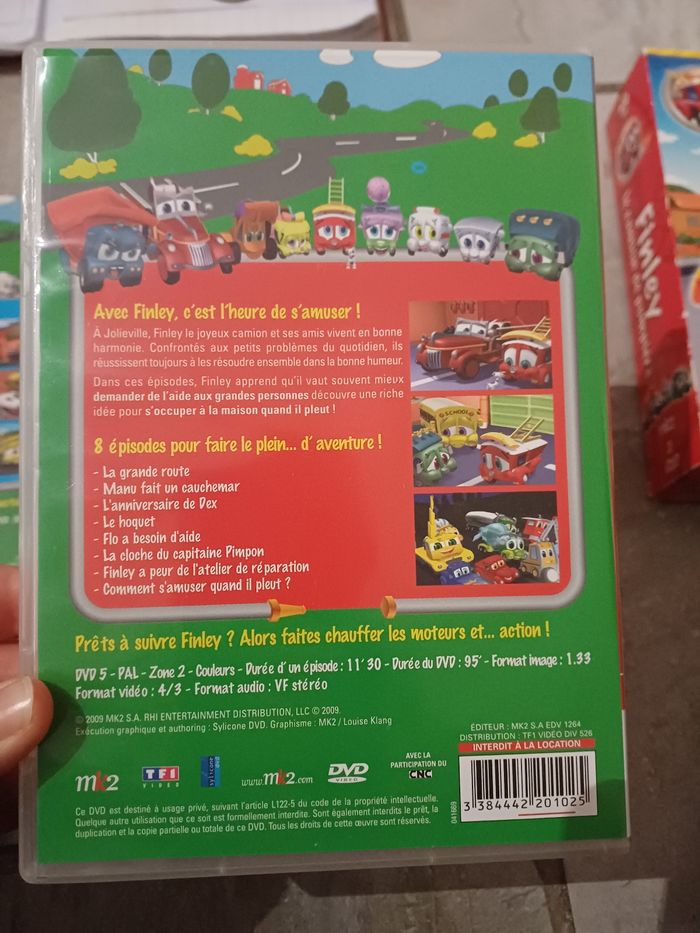 Avec Finley, c'est l'heure de s'amuser !
À Jolieville, Finley le joyeux camion et ses amis vivent en bonne
harmonie. Confrontés aux petits problèmes du quotidien, ils
réussissent toujours à les résoudre ensemble dans la bonne humeur.
Dans ces épisodes, Finley apprend qu'il vaut souvent mieux
demander de l'aide aux grandes personnes découvre une riche
idée pour s'occuper à la maison quand il pleut !
8 épisodes pour faire le plein... d' aventure !
- La grande route
- Manu fait un cauchemar
- L'anniversaire de Dex
- Le hoquet
- Flo a besoin d'aide
- La cloche du capitaine Pimpon
- Finley a peur de l'atelier de réparation
- Comment s'amuser quand il pleut ?
SCHOOL
Prêts à suivre Finley ? Alors faites chauffer les moteurs et... action !
DVD 5 - PAL - Zone 2 - Couleurs - Durée d' un épisode : 11' 30 - Durée du DVD : 95' - Format image : 1.33
Format vidéo : 4/3 - Format audio : VF stéréo
© 2009 MK2 S.A. RHI ENTERTAINMENT DISTRIBUTION, LLC © 2009.
Exécution graphique et authoring : Sylicone DVD. Graphisme : MK2 / Louise Klang
ÉDITEUR : MK2 S.A EDV 1264
DISTRIBUTION : TF1 VIDÉO DIV 526
INTERDIT À LA LOCATION
mk2
TF1
VIDEO
sylicone
www.mk2.com
DVD
VIDEO
AVEC LA
PARTICIPATION DU
CNC
041669
3 384442 201025
Ce DVD est destiné à usage privé, suivant l'article L122-5 du code de la propriété intellectuelle.
Quelque autre utilisation que ce soit est formellement interdite. Sont également interdits le prêt, la
duplication et la copie partielle ou totale de ce DVD. Tous les droits de cette œuvre sont réservés.
Finley